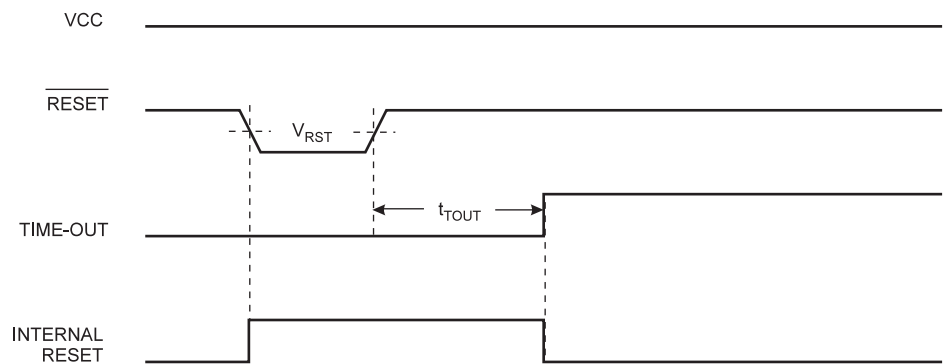 VCC
RESET
V_RST
t_TOUT
TIME-OUT
INTERNAL
RESET